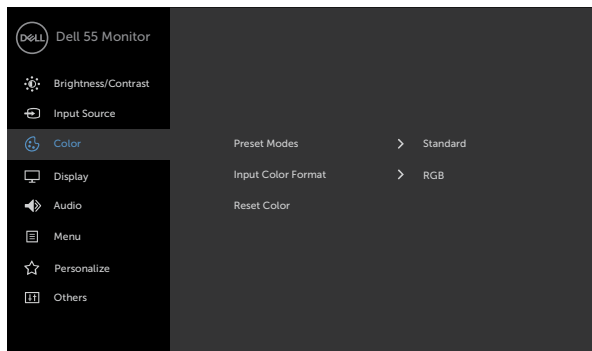 DELL Dell 55 Monitor
Brightness/Contrast
Input Source
Color
Preset Modes > Standard
Display
Input Color Format > RGB
Audio
Reset Color
Menu
Personalize
Others